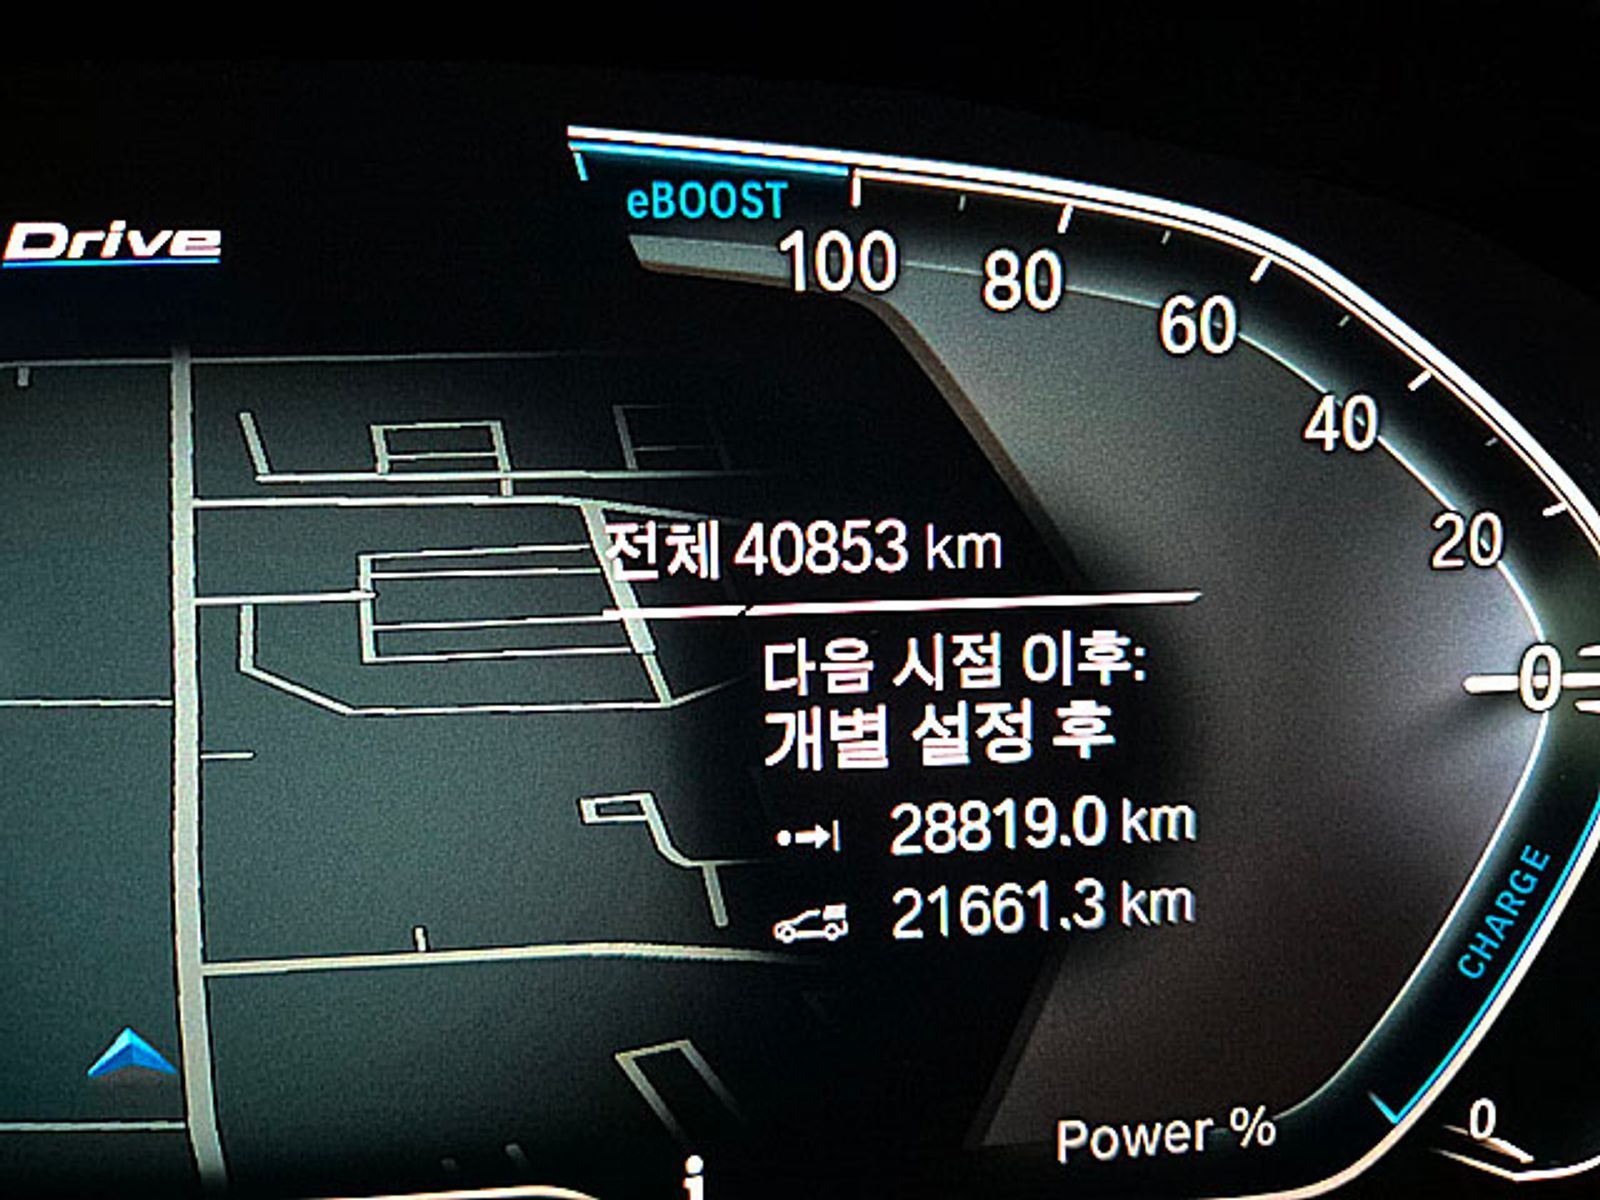 Drive
eBOOST
100
80
60
40
20
0
전체 40853 km
다음 시점 이후:
개별 설정 후
28819.0 km
21661.3 km
CHARGE
Power %
0
i